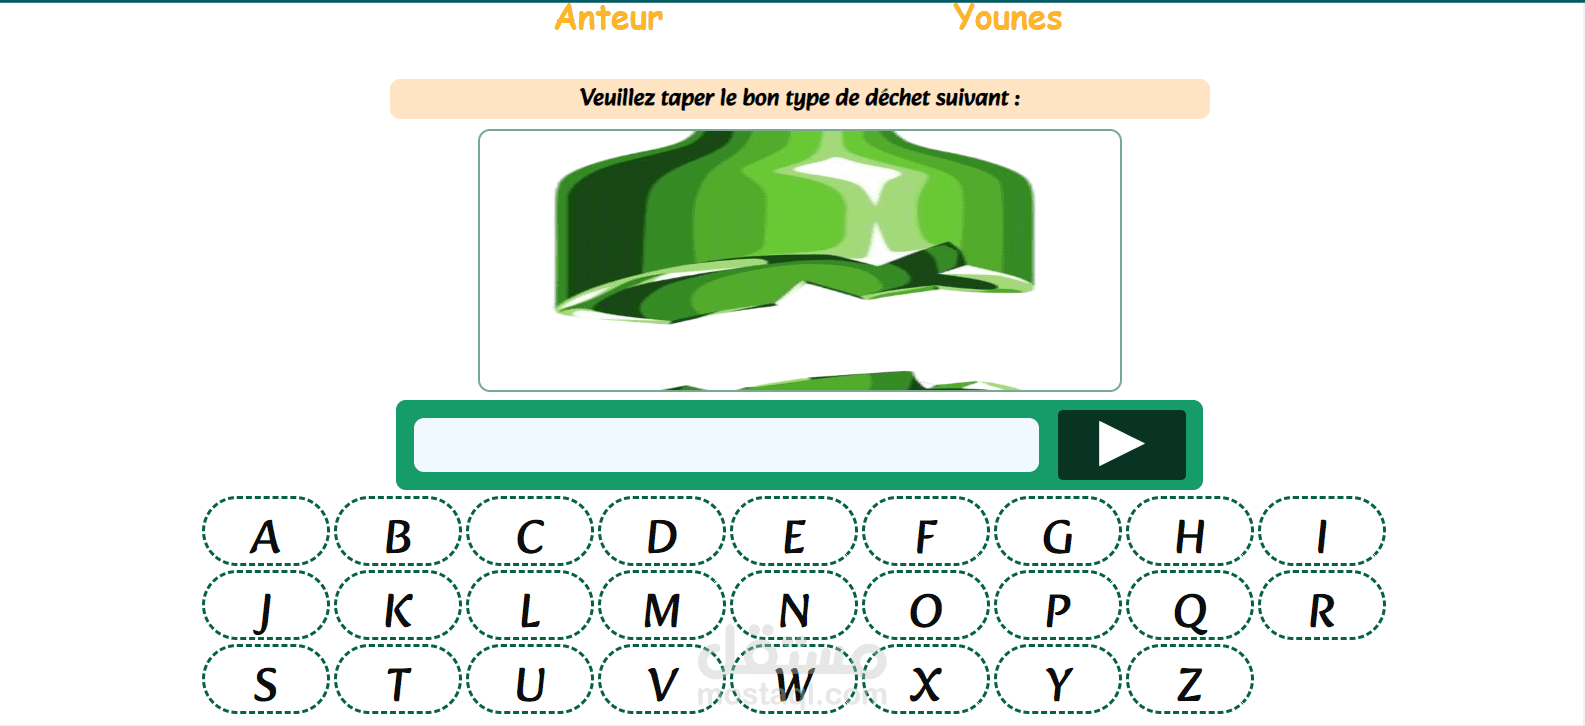 Anteur Younes
Veuillez taper le bon type de déchet suivant :
A B C D E F G H I
J K L M N O P Q R
S T U V W X Y Z
مستقل
mostaql.com